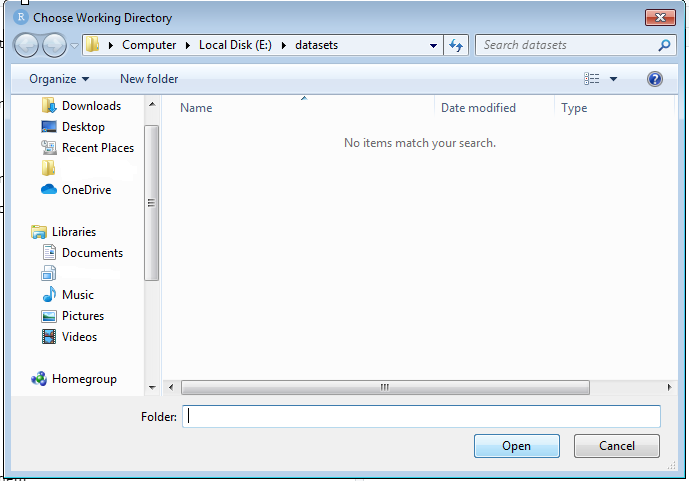 R Choose Working Directory
Computer Local Disk (E:) datasets Search datasets
Organize New folder ?
Name Date modified Type
No items match your search.
Downloads
Desktop
Recent Places
OneDrive
Libraries
Documents
Music
Pictures
Videos
Homegroup
Folder:
Open Cancel